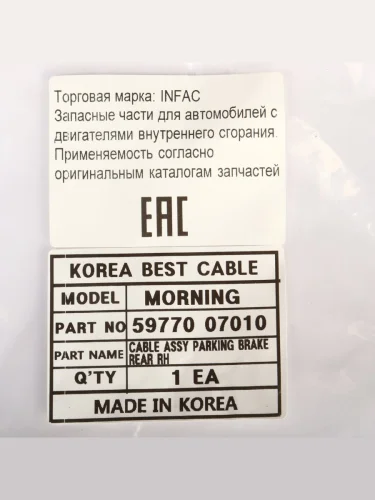 Торговая марка: INFAC
Запасные части для автомобилей с
двигателями внутреннего сгорания.
Применяемость согласно
оригинальным каталогам запчастей
EAC
KOREA BEST CABLE
MODEL MORNING
PART NO 59770 07010
PART NAME CABLE ASSY PARKING BRAKE
REAR RH
Q'TY 1 EA
MADE IN KOREA